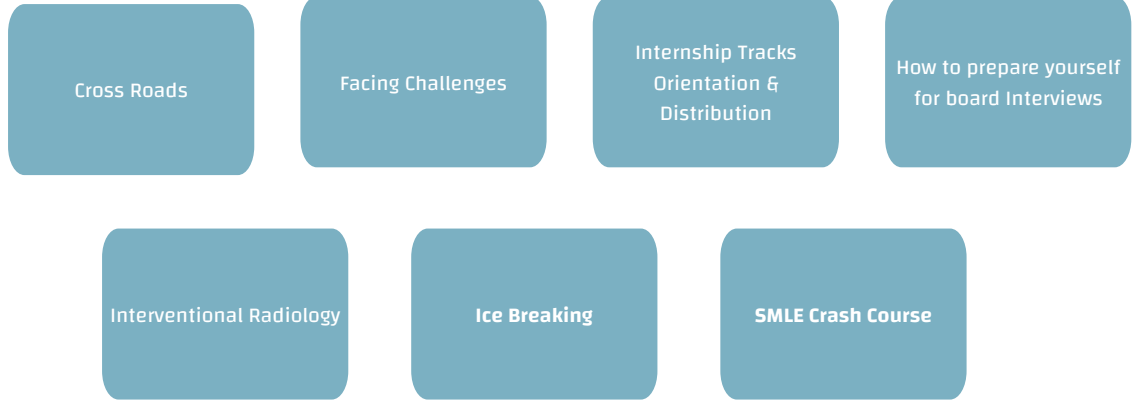 Cross Roads
Facing Challenges
Internship Tracks
Orientation &
Distribution
How to prepare yourself
for board Interviews
Interventional Radiology
Ice Breaking
SMLE Crash Course